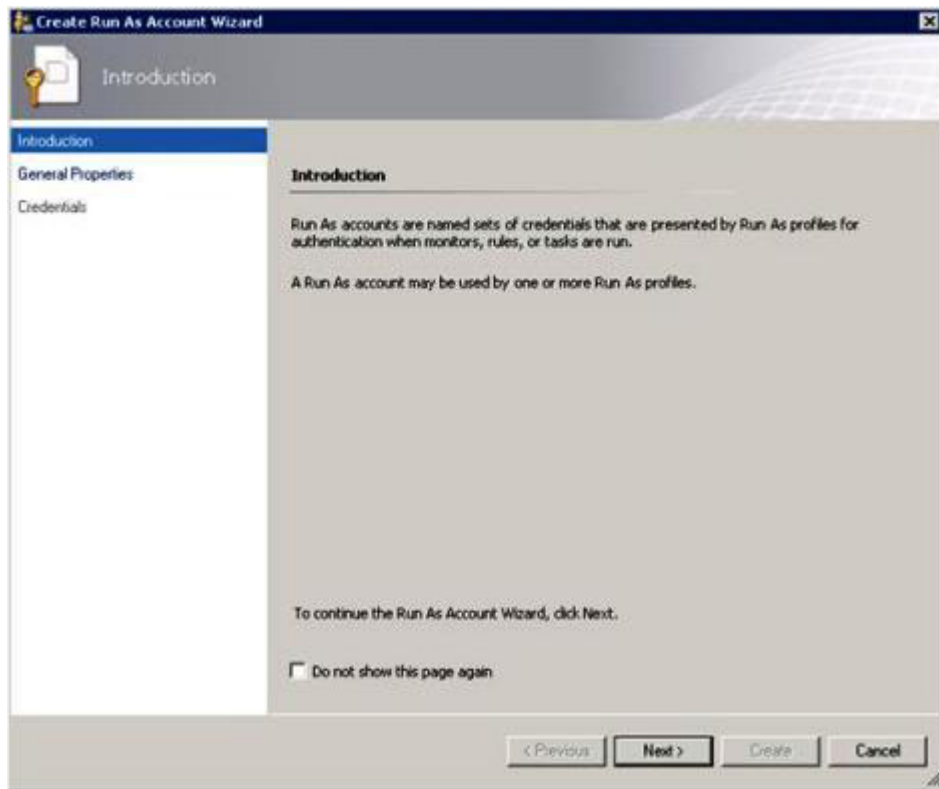 Create Run As Account Wizard
Introduction
Introduction
General Properties
Credentials
Introduction
Run As accounts are named sets of credentials that are presented by Run As profiles for
authentication when monitors, rules, or tasks are run.
A Run As account may be used by one or more Run As profiles.
To continue the Run As Account Wizard, click Next.
Do not show this page again
< Previous
Next >
Create
Cancel